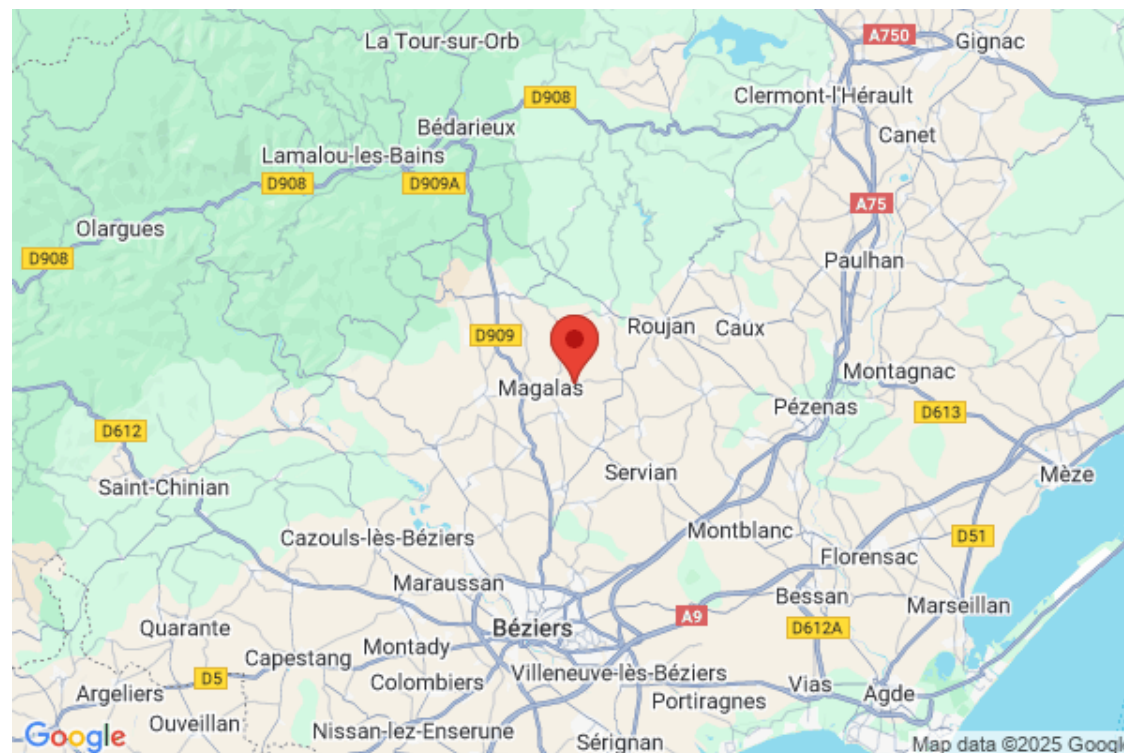 La Tour-sur-Orb
A750
Gignac
D908
Clermont-l'Hérault
Bédarieux
Canet
Lamalou-les-Bains
D908
D909A
A75
Olargues
D908
Paulhan
D909
Roujan
Caux
Magalas
Montagnac
Pézenas
D613
D612
Servian
Mèze
Saint-Chinian
Montblanc
D51
Cazouls-lès-Béziers
Florensac
Maraussan
Bessan
Marseillan
A9
Quarante
Béziers
D612A
Montady
Capestang
Villeneuve-lès-Béziers
D5
Colombiers
Vias
Argeliers
Portiragnes
Agde
Ouveillan
Nissan-lez-Enserune
Google
Sérignan
Map data ©2025 Googl